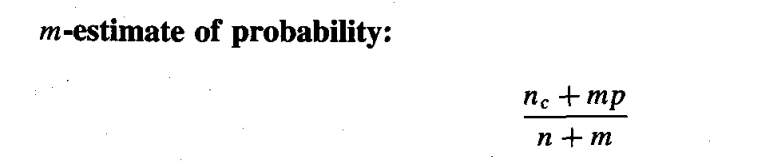 m-estimate of probability:
n_c + mp
n + m